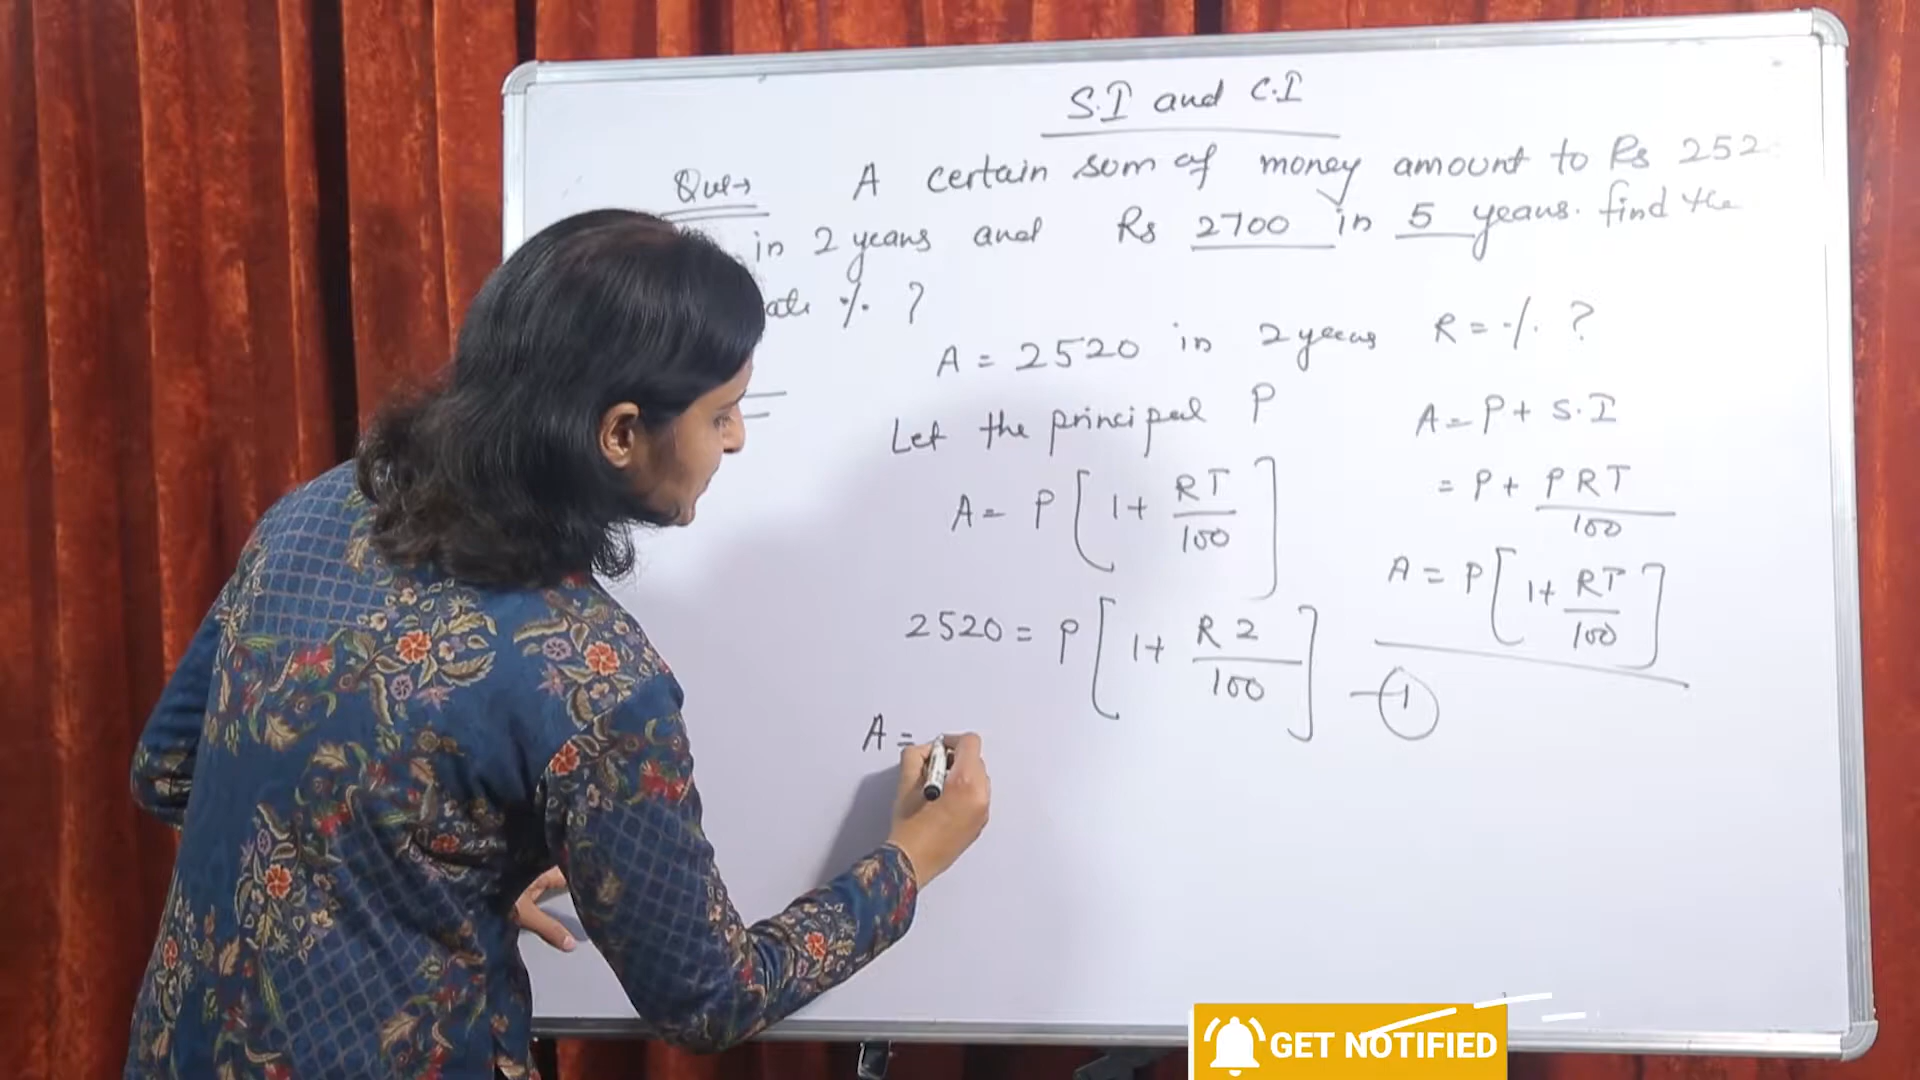 S.I and C.I
Que→ A certain sum of money amount to Rs 252
in 2 years and Rs 2700 in 5 years. find the
ate % ?
A = 2520 in 2 years R = % ?
Let the principal P
A = P + S.I
A = P [ 1 + RT/100 ]
= P + PRT/100
A = P [ 1 + RT/100 ]
2520 = P [ 1 + R 2/100 ] — 1
A =
GET NOTIFIED